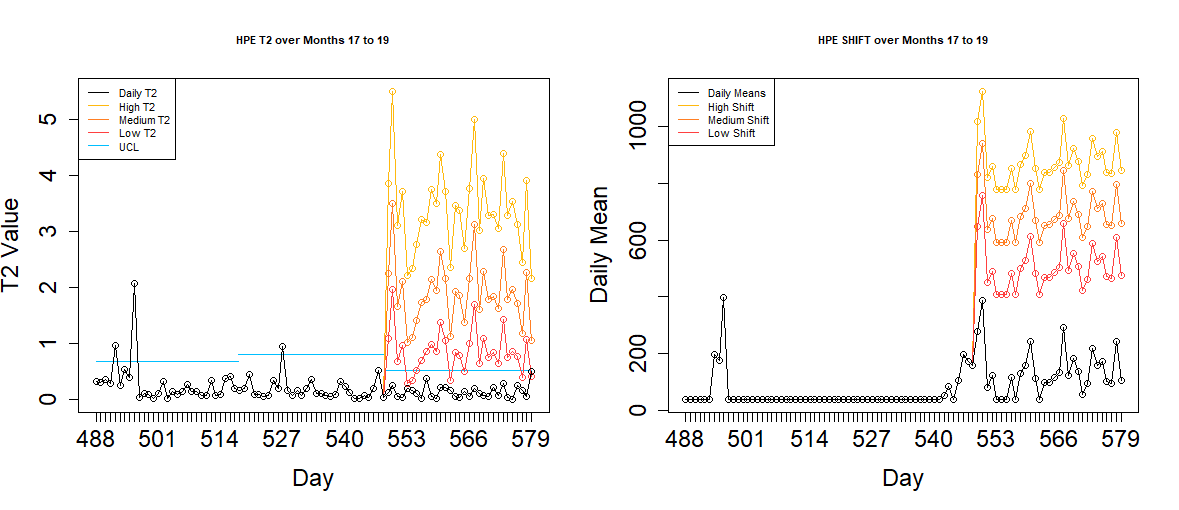 HPE T2 over Months 17 to 19
Daily T2
High T2
Medium T2
Low T2
UCL
T2 Value
0
1
2
3
4
5
488
501
514
527
540
553
566
579
Day
HPE SHIFT over Months 17 to 19
Daily Means
High Shift
Medium Shift
Low Shift
Daily Mean
0
200
600
1000
488
501
514
527
540
553
566
579
Day